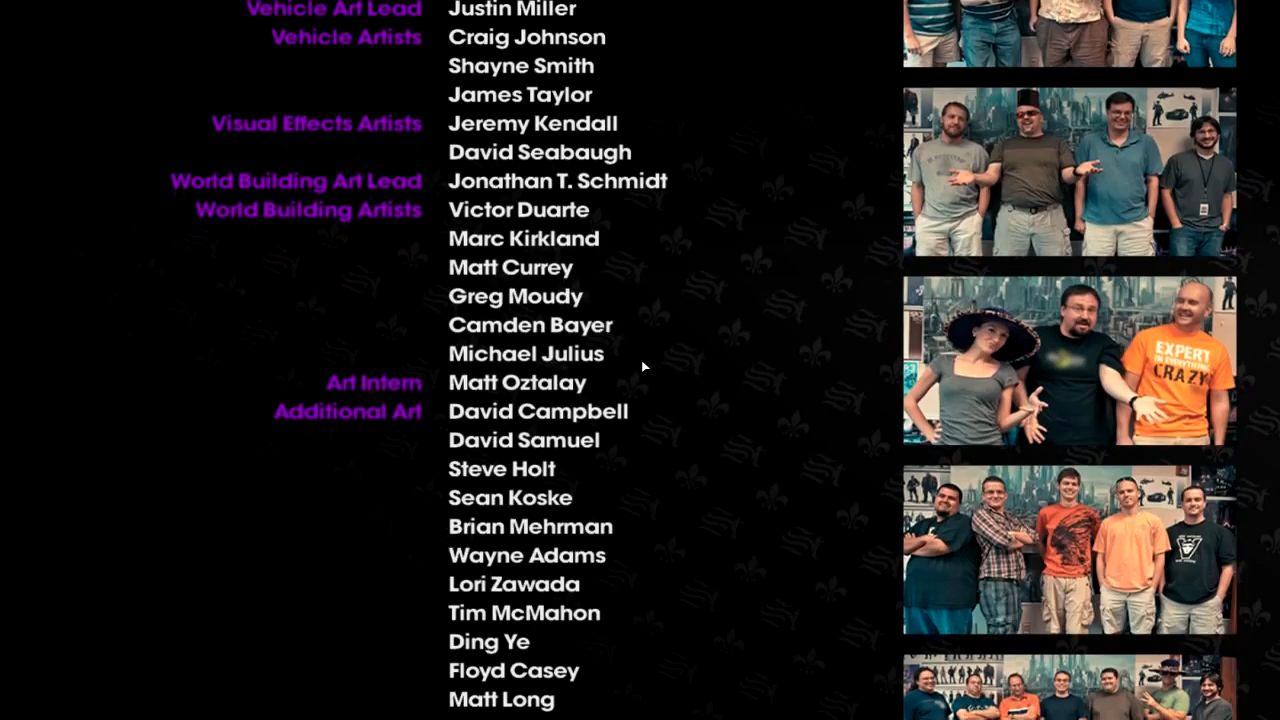 Vehicle Art Lead Justin Miller
Vehicle Artists Craig Johnson
Shayne Smith
James Taylor
Visual Effects Artists Jeremy Kendall
David Seabaugh
World Building Art Lead Jonathan T. Schmidt
World Building Artists Victor Duarte
Marc Kirkland
Matt Currey
Greg Moudy
Camden Bayer
Michael Julius
Art Intern Matt Oztalay
Additional Art David Campbell
David Samuel
Steve Holt
Sean Koske
Brian Mehrman
Wayne Adams
Lori Zawada
Tim McMahon
Ding Ye
Floyd Casey
Matt Long
EXPERT
IN EVERYTHING
CRAZY